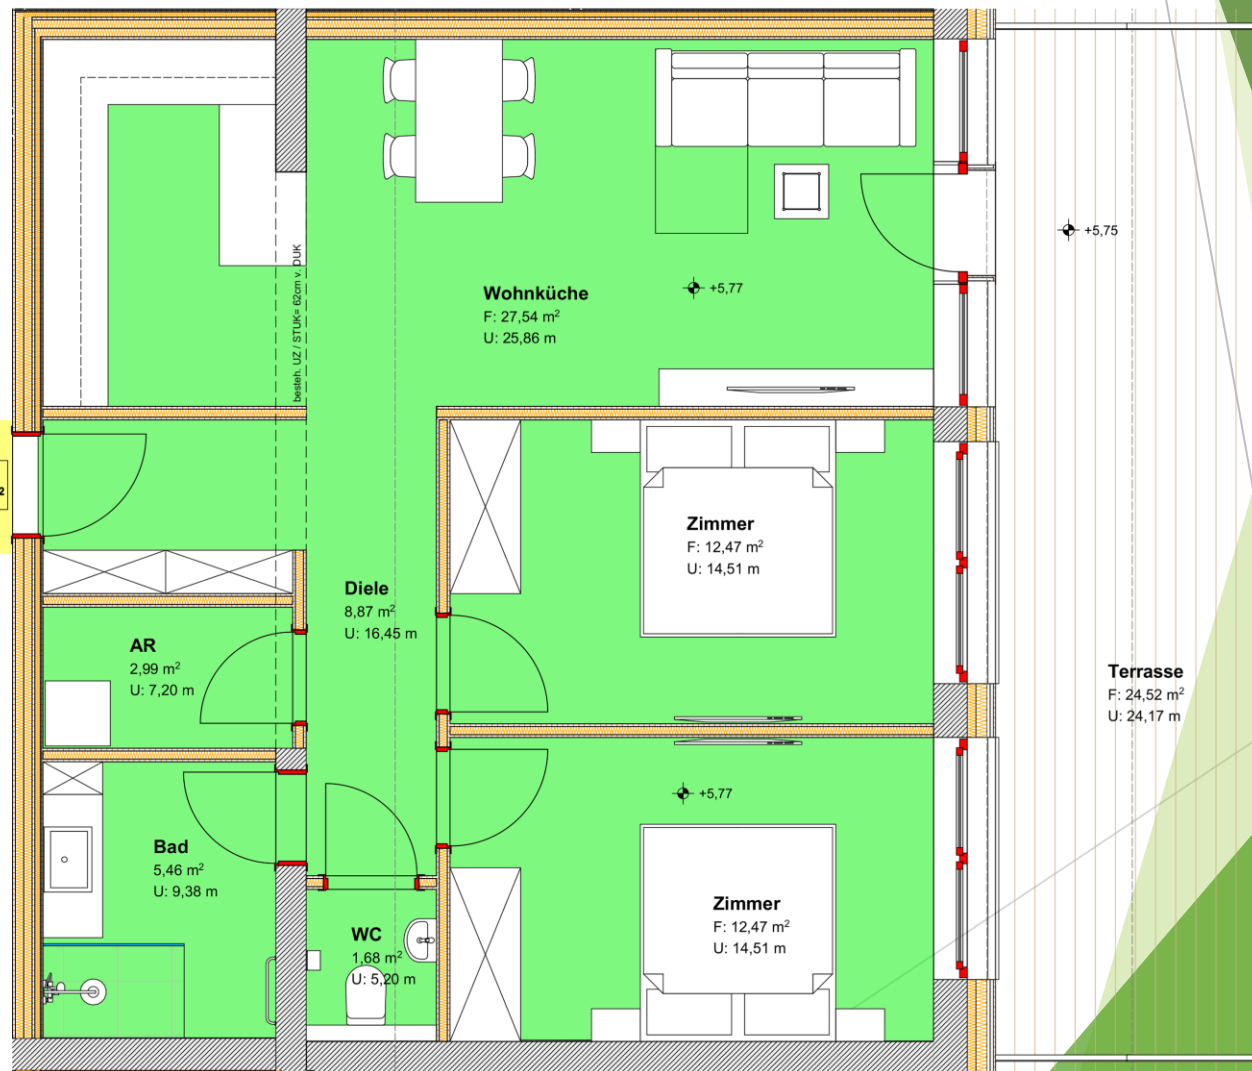 +5,75
Wohnküche
F: 27,54 m²
U: 25,86 m
+5,77
besteh. UZ / STUK= 62cm v. DUK
Zimmer
F: 12,47 m²
U: 14,51 m
Diele
8,87 m²
U: 16,45 m
AR
2,99 m²
U: 7,20 m
Terrasse
F: 24,52 m²
U: 24,17 m
+5,77
Bad
5,46 m²
U: 9,38 m
Zimmer
F: 12,47 m²
U: 14,51 m
WC
1,68 m²
U: 5,20 m